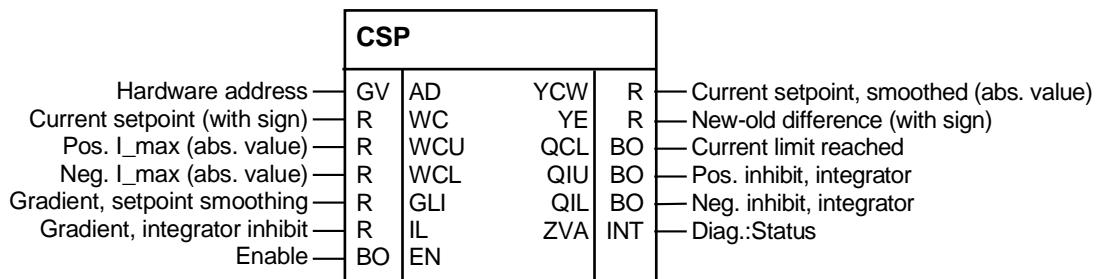 CSP
Hardware address GV AD YCW R Current setpoint, smoothed (abs. value)
Current setpoint (with sign) R WC YE R New-old difference (with sign)
Pos. I_max (abs. value) R WCU QCL BO Current limit reached
Neg. I_max (abs. value) R WCL QIU BO Pos. inhibit, integrator
Gradient, setpoint smoothing R GLI QIL BO Neg. inhibit, integrator
Gradient, integrator inhibit R IL ZVA INT Diag.:Status
Enable BO EN